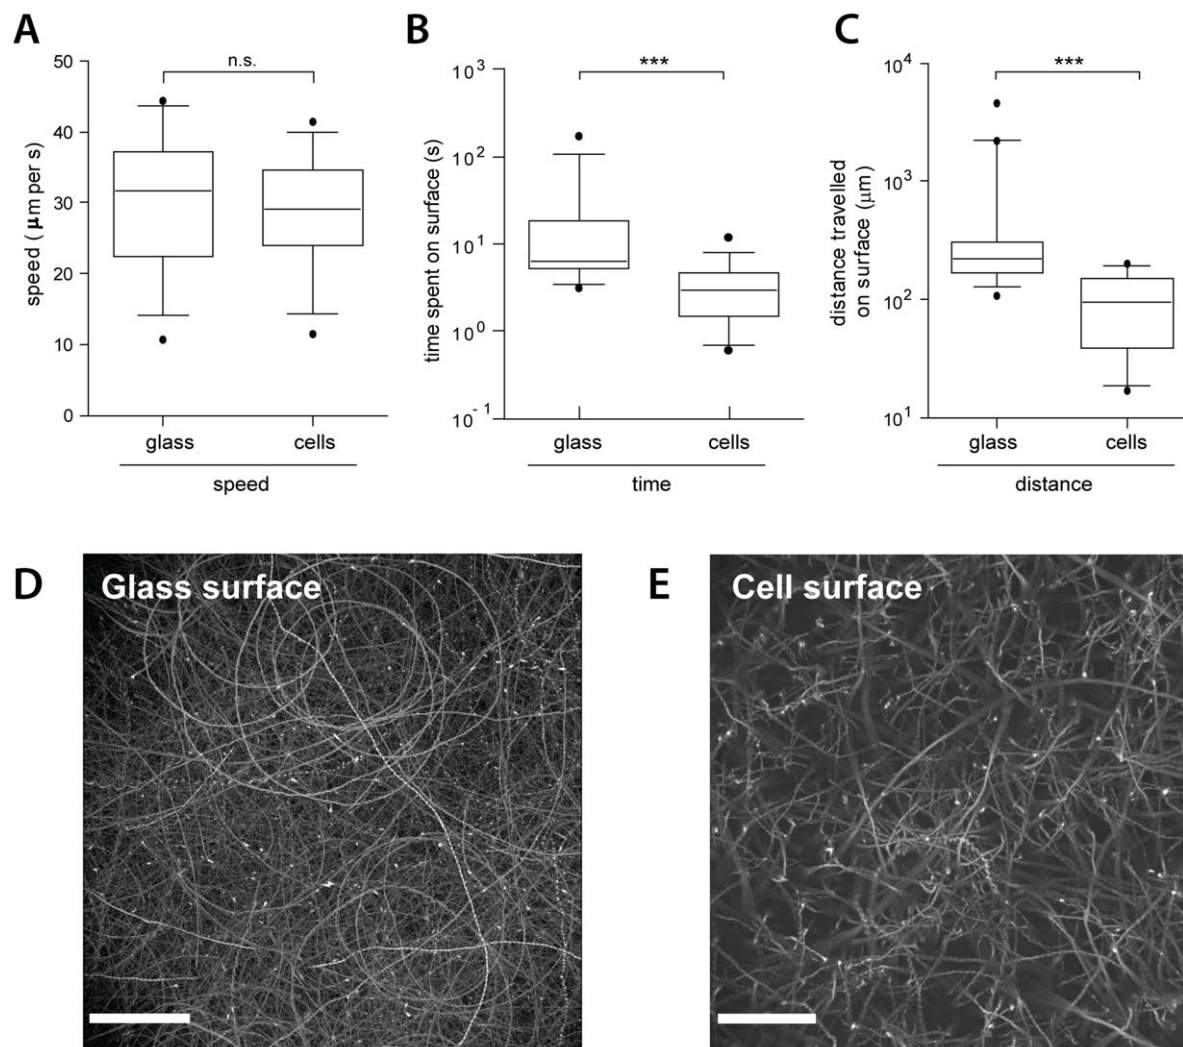 A
B
C
n.s.
***
***
50
40
30
20
10
0
speed (μm per s)
glass
cells
speed
10³
10²
10¹
10⁰
10⁻¹
time spent on surface (s)
glass
cells
time
10⁴
10³
10²
10¹
distance travelled
on surface (μm)
glass
cells
distance
D
Glass surface
E
Cell surface